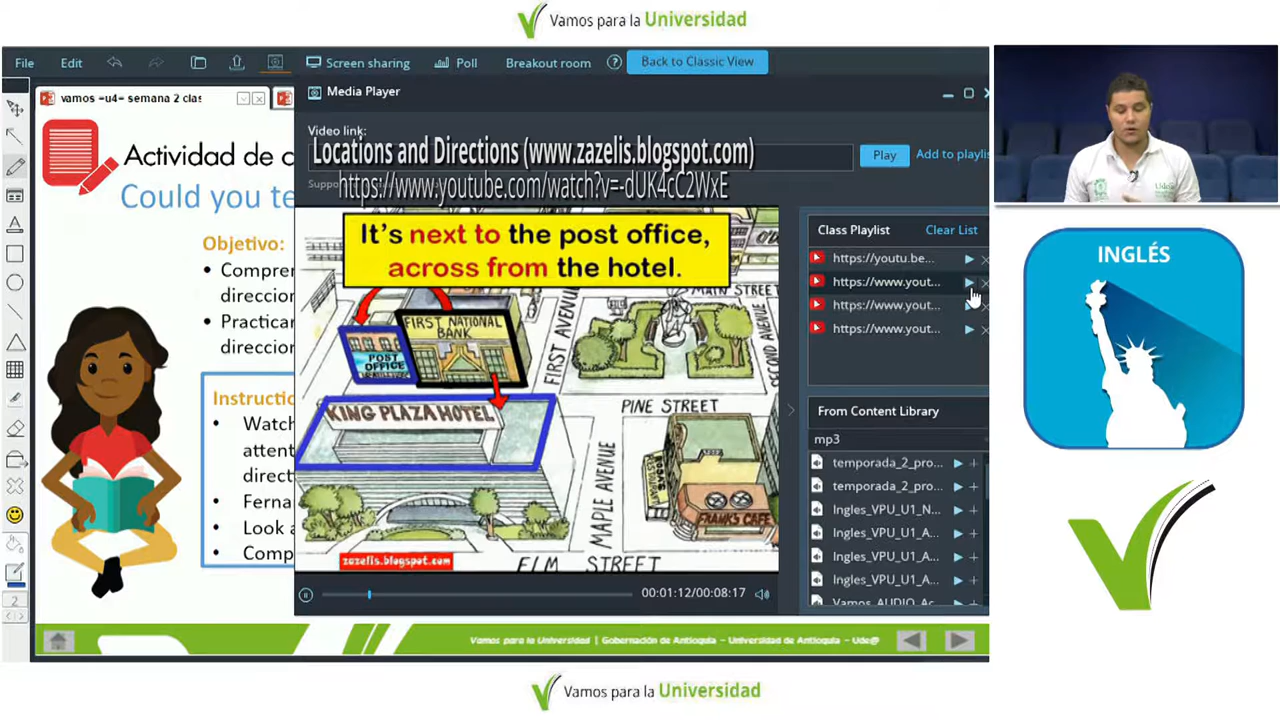 Vamos para la Universidad
File Edit Screen sharing Poll Breakout room ? Back to Classic View
vamos =u4= semana 2 clas
Actividad de c
Could you te
Objetivo:
Comprer
direccior
Practicar
direccior
Instructio
Watch
attent
directi
Ferna
Look a
Comp
Media Player
Video link:
Locations and Directions (www.zazelis.blogspot.com)
https://www.youtube.com/watch?v=-dUK4cC2WxE
Play Add to playlis
It's next to the post office,
across from the hotel.
MAIN STREET
FIRST NATIONAL
BANK
POST
OFFICE
FIRST AVENUE
SECOND AVENUE
KING PLAZA HOTEL
PINE STREET
MAPLE AVENUE
FRANK'S CAFE
zazelis.blogspot.com
ELM STREET
00:01:12/00:08:17
Class Playlist Clear List
https://youtu.be...
https://www.yout...
https://www.yout...
https://www.yout...
From Content Library
mp3
temporada_2_pro...
temporada_2_pro...
Ingles_VPU_U1_N...
Ingles_VPU_U1_A...
Ingles_VPU_U1_A...
Ingles_VPU_U1_A...
Vamos_AUDIO_Ac...
2
Vamos para la Universidad | Gobernación de Antioquia – Universidad de Antioquia – Ude@
INGLÉS
Vamos para la Universidad